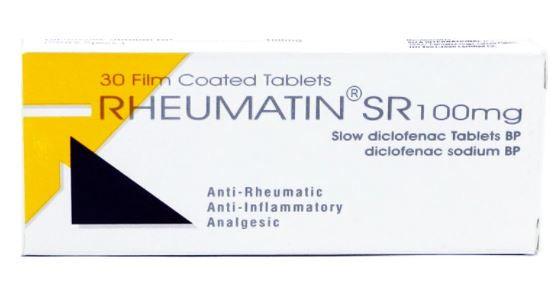 30 Film Coated Tablets
RHEUMATIN® SR 100mg
Slow diclofenac Tablets BP
diclofenac sodium BP
Anti-Rheumatic
Anti-Inflammatory
Analgesic